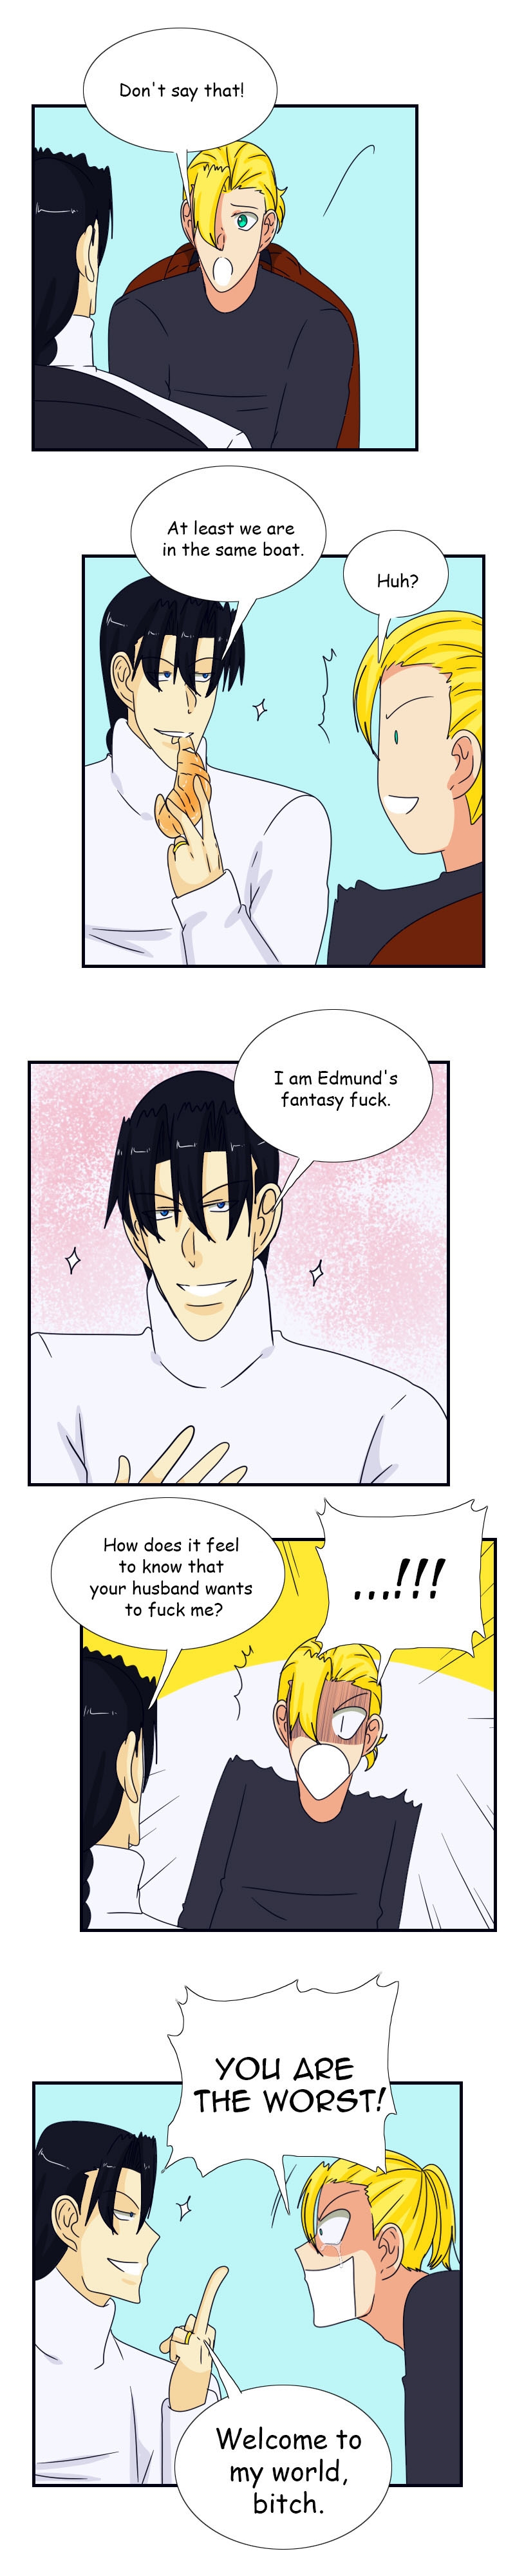 Don't say that!
At least we are
in the same boat.
Huh?
I am Edmund's
fantasy fuck.
How does it feel
to know that
your husband wants
to fuck me?
...!!!
YOU ARE
THE WORST!
Welcome to
my world,
bitch.